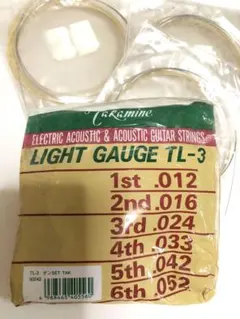 Takamine
ELECTRIC ACOUSTIC & ACOUSTIC GUITAR STRINGS
LIGHT GAUGE TL-3
1st .012
2nd .016
3rd .024
4th .033
5th .042
6th .052